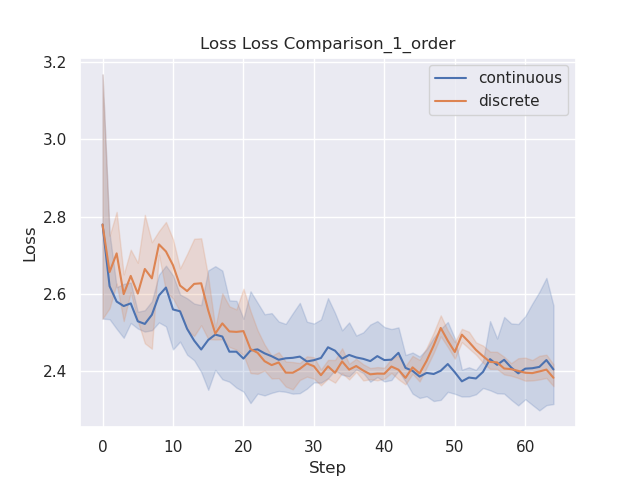 Loss Loss Comparison_1_order
continuous
discrete
3.2
3.0
2.8
2.6
2.4
Loss
0 10 20 30 40 50 60
Step